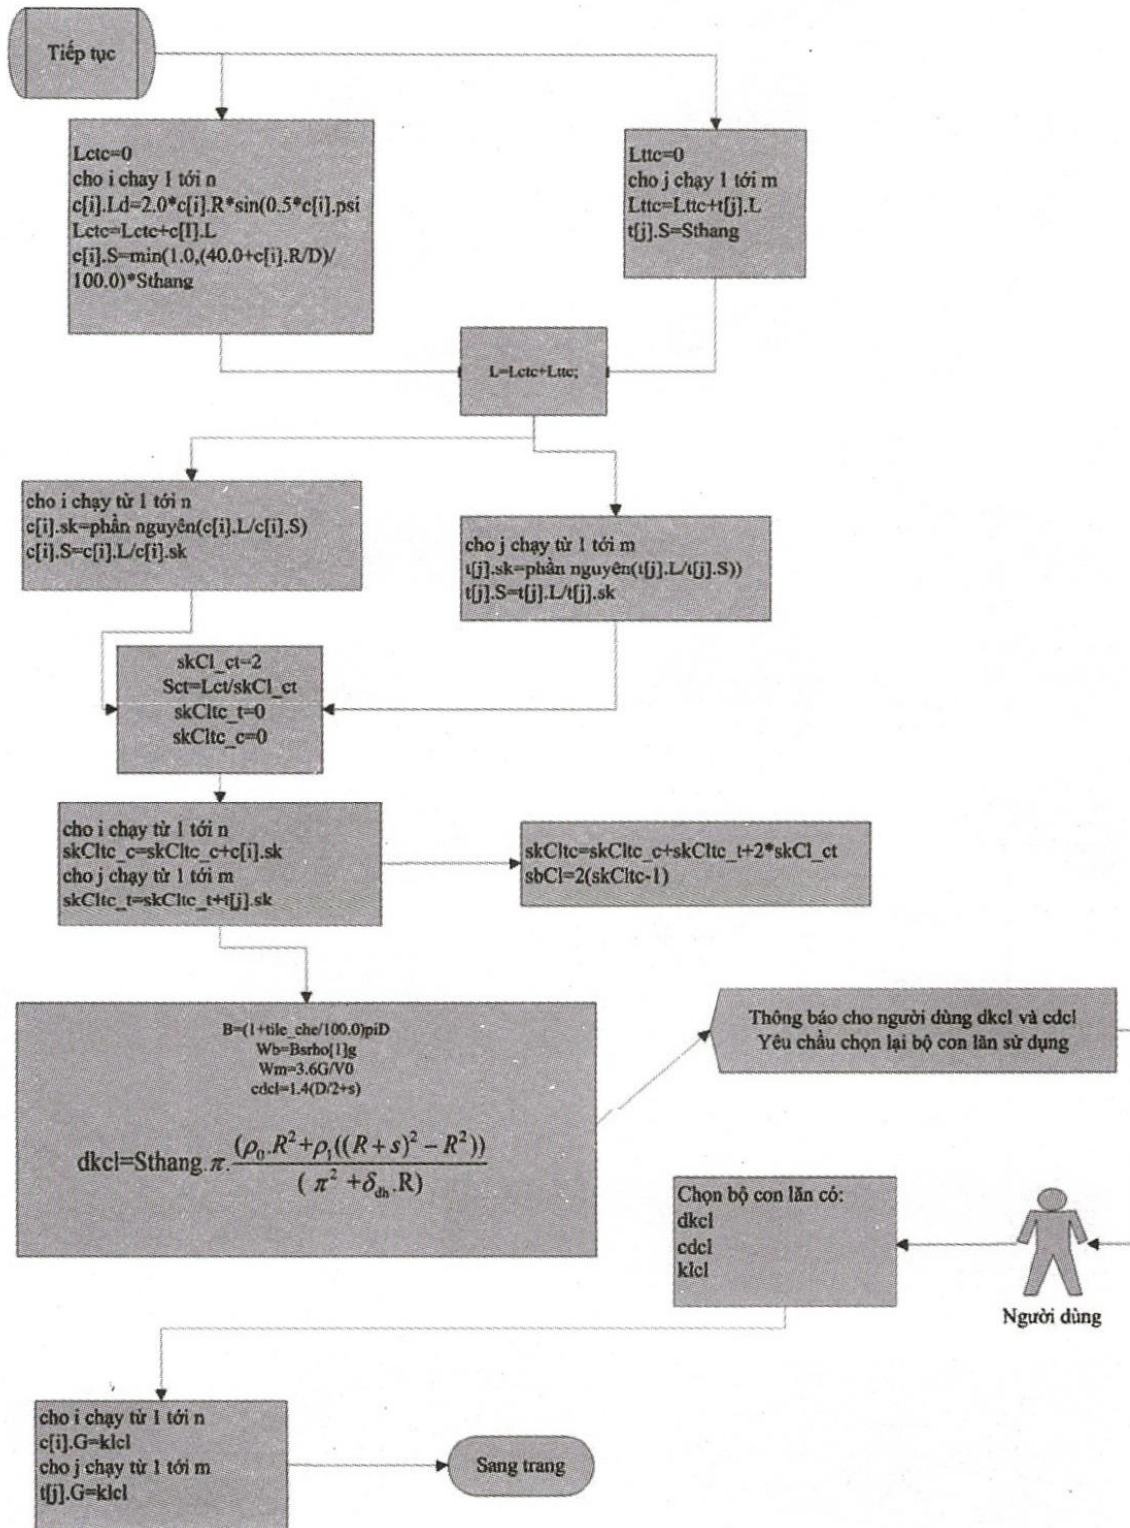 Tiếp tục
Lctc=0
cho i chay 1 tới n
c[i].Ld=2.0*c[i].R*sin(0.5*c[i].psi
Lctc=Lctc+c[I].L
c[i].S=min(1.0,(40.0+c[i].R/D)/
100.0)*Sthang
Lttc=0
cho j chạy 1 tới m
Lttc=Lttc+t[j].L
t[j].S=Sthang
L=Lctc+Lttc;
cho i chạy từ 1 tới n
c[i].sk=phần nguyên(c[i].L/c[i].S)
c[i].S=c[i].L/c[i].sk
cho j chạy từ 1 tới m
t[j].sk=phần nguyên(t[j].L/t[j].S))
t[j].S=t[j].L/t[j].sk
skCl_ct=2
Sct=Lct/skCl_ct
skCltc_t=0
skCltc_c=0
cho i chạy từ 1 tới n
skCltc_c=skCltc_c+c[i].sk
cho j chạy từ 1 tới m
skCltc_t=skCltc_t+t[j].sk
skCltc=skCltc_c+skCltc_t+2*skCl_ct
sbCl=2(skCltc-1)
B=(1+tile_che/100.0)piD
Wb=Bsrho[1]g
Wm=3.6G/V0
cdcl=1.4(D/2+s)
dkcl=Sthang.π.(ρ₀.R²+ρ₁((R+s)²−R²))/(π²+δ_dh.R)
Thông báo cho người dùng dkcl và cdcl
Yêu chầu chọn lại bộ con lăn sử dụng
Chọn bộ con lăn có:
dkcl
cdcl
klcl
Người dùng
cho i chạy từ 1 tới n
c[i].G=klcl
cho j chạy từ 1 tới m
t[j].G=klcl
Sang trang